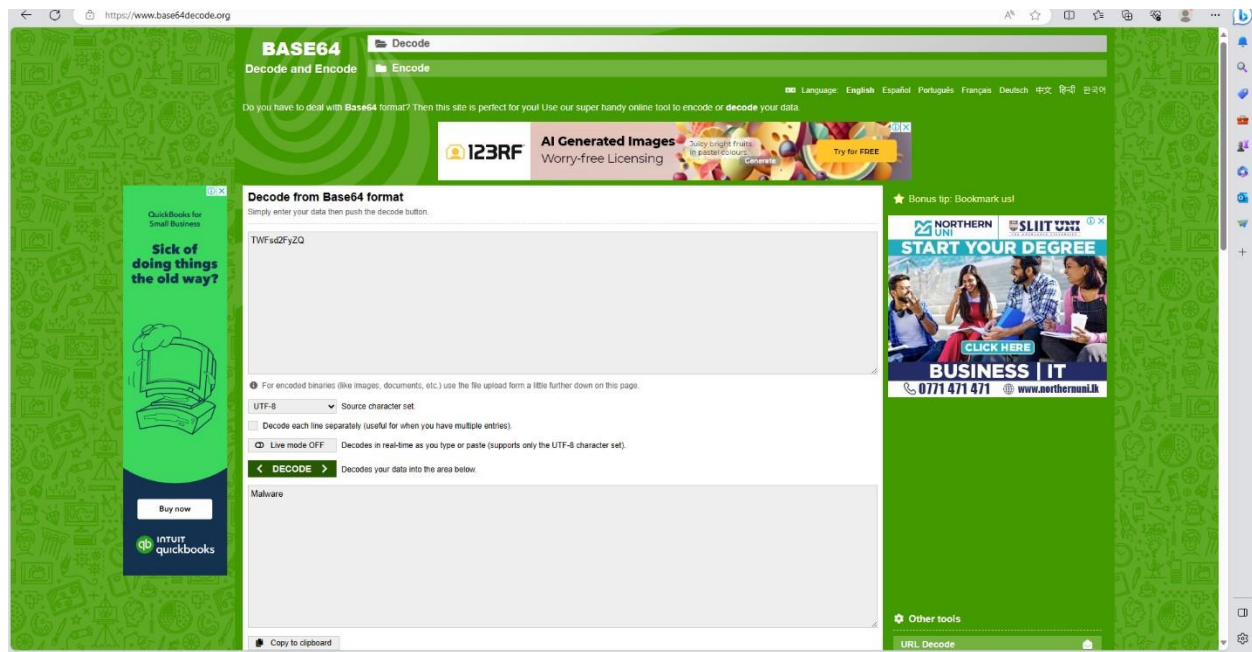 https://www.base64decode.org
BASE64
Decode and Encode
Decode
Encode
Language: English Español Português Français Deutsch 中文 हिन्दी 한국어
Do you have to deal with Base64 format? Then this site is perfect for you! Use our super handy online tool to encode or decode your data.
123RF
AI Generated Images
Worry-free Licensing
Juicy bright fruits in pastel colours
Generate
Try for FREE
QuickBooks for
Small Business
Sick of
doing things
the old way?
Buy now
qb INTUIT
quickbooks
Decode from Base64 format
Simply enter your data then push the decode button.
TWFsd2FyZQ
For encoded binaries (like images, documents, etc.) use the file upload form a little further down on this page.
UTF-8 Source character set.
Decode each line separately (useful for when you have multiple entries).
Live mode OFF Decodes in real-time as you type or paste (supports only the UTF-8 character set).
< DECODE > Decodes your data into the area below.
Malware
Copy to clipboard
Bonus tip: Bookmark us!
NORTHERN
UNI
SLIIT UNI
START YOUR DEGREE
CLICK HERE
BUSINESS | IT
0771 471 471 www.northernuni.lk
Other tools
URL Decode